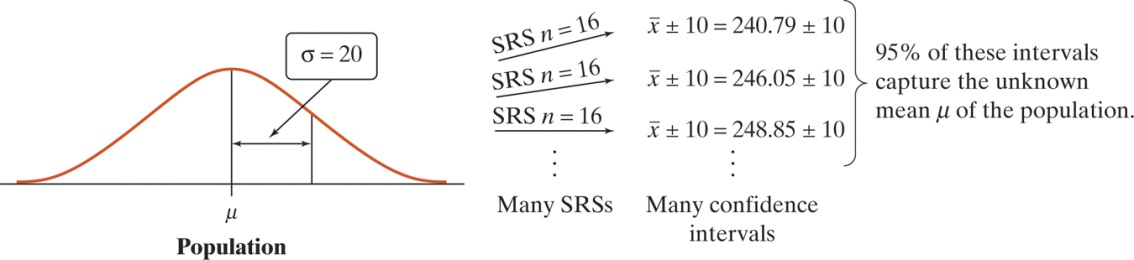 σ = 20
μ
Population
SRS n = 16
SRS n = 16
SRS n = 16
⋮
Many SRSs
x̄ ± 10 = 240.79 ± 10
x̄ ± 10 = 246.05 ± 10
x̄ ± 10 = 248.85 ± 10
⋮
Many confidence
intervals
95% of these intervals
capture the unknown
mean μ of the population.